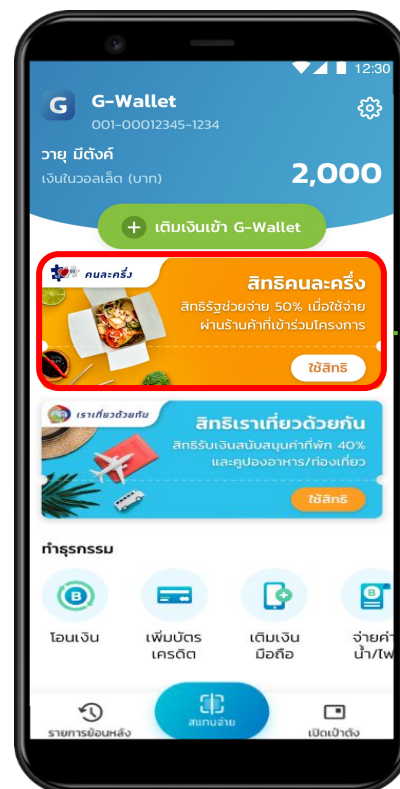 12:30
G G-Wallet
001-00012345-1234
วายุ มีตังค์
เงินในวอลเล็ต (บาท)
2,000
+ เติมเงินเข้า G-Wallet
คนละครึ่ง
สิทธิคนละครึ่ง
สิทธิรัฐช่วยจ่าย 50% เมื่อใช้จ่าย
ผ่านร้านค้าที่เข้าร่วมโครงการ
ใช้สิทธิ
เราเที่ยวด้วยกัน
สิทธิเราเที่ยวด้วยกัน
สิทธิรับเงินสนับสนุนค่าที่พัก 40%
และคูปองอาหาร/ท่องเที่ยว
ใช้สิทธิ
ทำธุรกรรม
โอนเงิน
เพิ่มบัตร
เครดิต
เติมเงิน
มือถือ
จ่ายค่า
น้ำ/ไฟ
รายการย้อนหลัง
สแกนจ่าย
เปิดเป๋าตัง